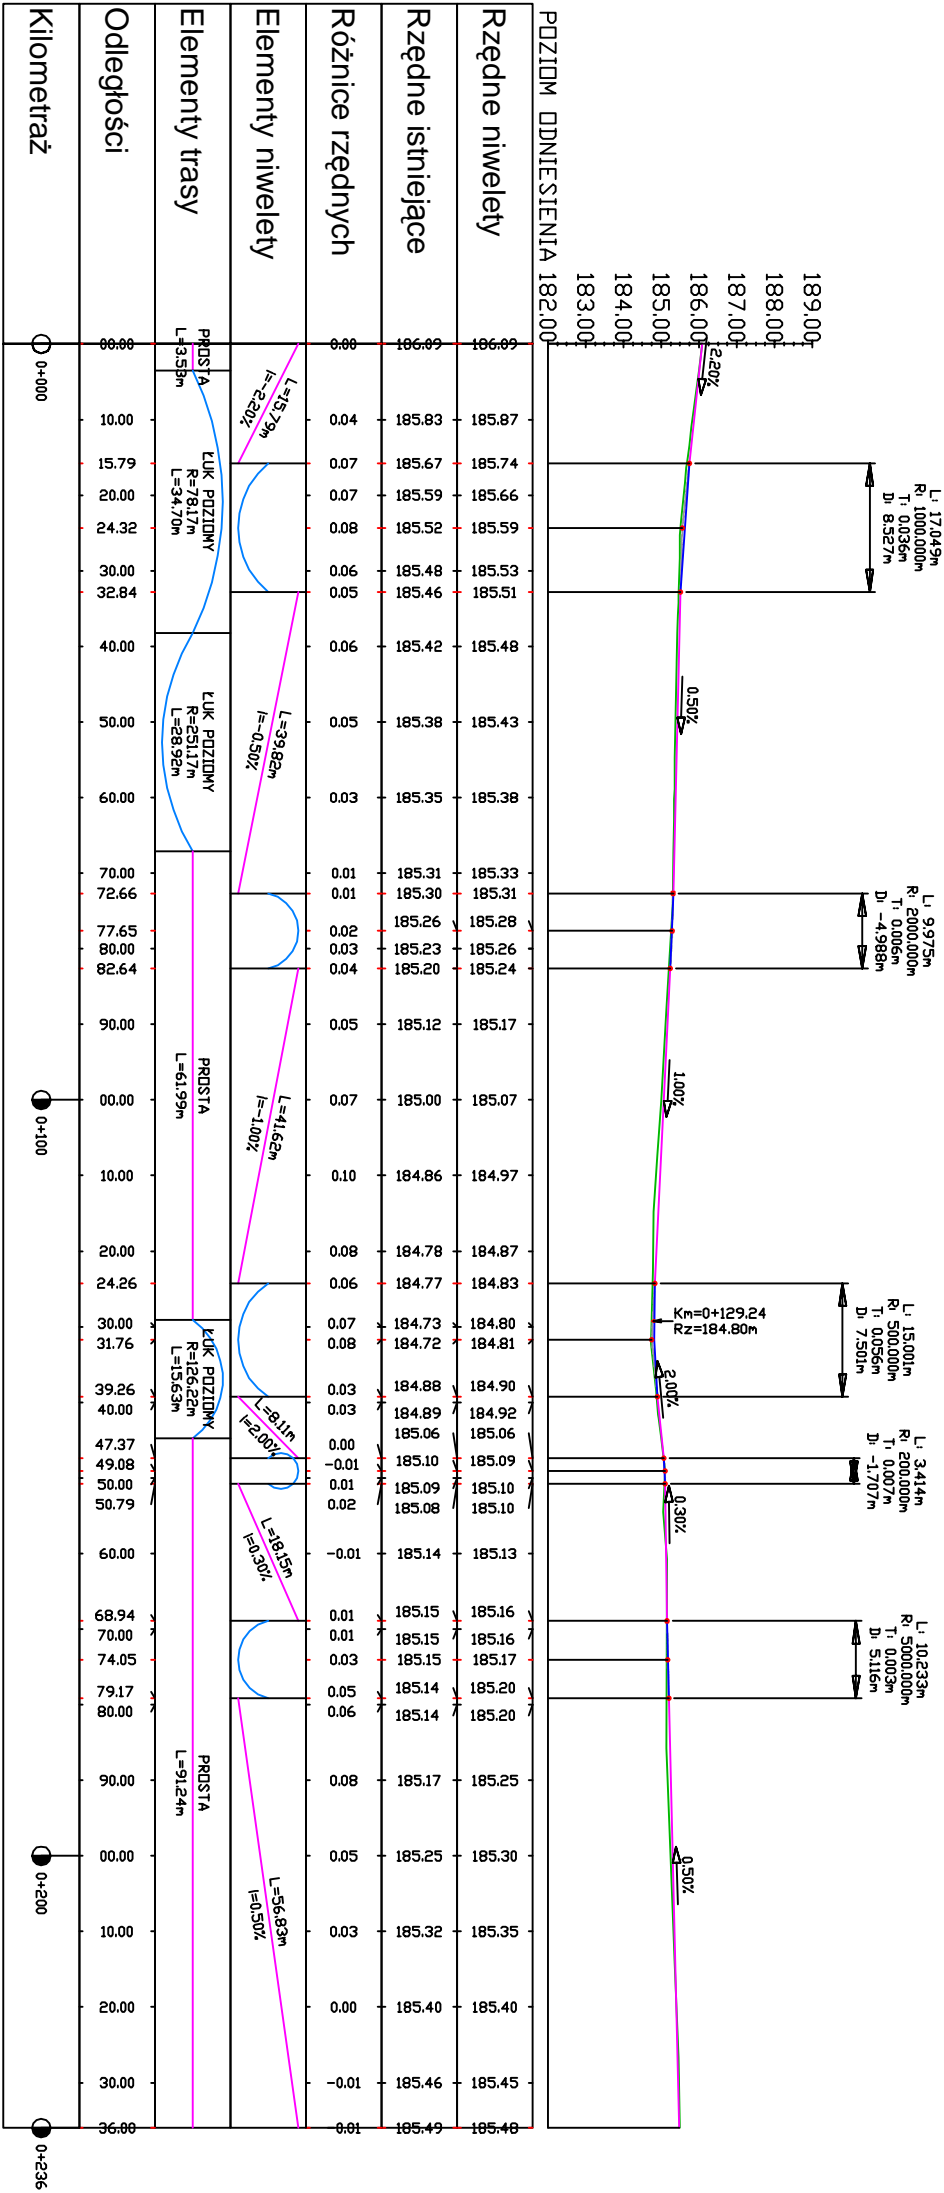 L: 17.049m
R: 1000.000m
T: 0.036m
D: 8.527m
L: 9.975m
R: 2000.000m
T: 0.006m
D: -4.988m
L: 15.001m
R: 500.000m
T: 0.056m
D: 7.501m
L: 3.414m
R: 200.000m
T: 0.007m
D: -1.707m
L: 10.233m
R: 5000.000m
T: 0.003m
D: 5.116m
189.00
188.00
187.00
186.00
185.00
184.00
183.00
POZIOM ODNIESIENIA 182.00
2.20%
0.50%
1.00%
Km=0+129.24
Rz=184.80m
2.00%
0.30%
0.50%
Rzędne niwelety
186.09 185.87 185.74 185.66 185.59 185.53 185.51 185.48 185.43 185.38 185.33 185.31 185.28 185.26 185.24 185.17 185.07 184.97 184.87 184.83 184.80 184.81 184.90 184.92 185.06 185.09 185.10 185.10 185.13 185.16 185.16 185.17 185.20 185.20 185.25 185.30 185.35 185.40 185.45 185.48
Rzędne istniejące
186.09 185.83 185.67 185.59 185.52 185.48 185.46 185.42 185.38 185.35 185.31 185.30 185.26 185.23 185.20 185.12 185.00 184.86 184.78 184.77 184.73 184.72 184.88 184.89 185.06 185.10 185.09 185.08 185.14 185.15 185.15 185.15 185.14 185.14 185.17 185.25 185.32 185.40 185.46 185.49
Różnice rzędnych
0.00 0.04 0.07 0.07 0.08 0.06 0.05 0.06 0.05 0.03 0.01 0.01 0.02 0.03 0.04 0.05 0.07 0.10 0.08 0.06 0.07 0.08 0.03 0.03 0.00 -0.01 0.01 0.02 -0.01 0.01 0.01 0.03 0.05 0.06 0.08 0.05 0.03 0.00 -0.01 -0.01
Elementy niwelety
L=15.79m
i=-2.20%
L=39.82m
i=-0.50%
L=41.62m
i=-1.00%
L=8.11m
i=2.00%
L=18.15m
i=0.30%
L=56.83m
i=0.50%
Elementy trasy
PROSTA
L=3.53m
ŁUK POZIOMY
R=78.17m
L=34.70m
ŁUK POZIOMY
R=251.17m
L=28.92m
PROSTA
L=61.99m
ŁUK POZIOMY
R=126.22m
L=15.63m
PROSTA
L=91.24m
Odległości
00.00 10.00 15.79 20.00 24.32 30.00 32.84 40.00 50.00 60.00 70.00 72.66 77.65 80.00 82.64 90.00 00.00 10.00 20.00 24.26 30.00 31.76 39.26 40.00 47.37 49.08 50.00 50.79 60.00 68.94 70.00 74.05 79.17 80.00 90.00 00.00 10.00 20.00 30.00 36.00
Kilometraż
0+000 0+100 0+200 0+236